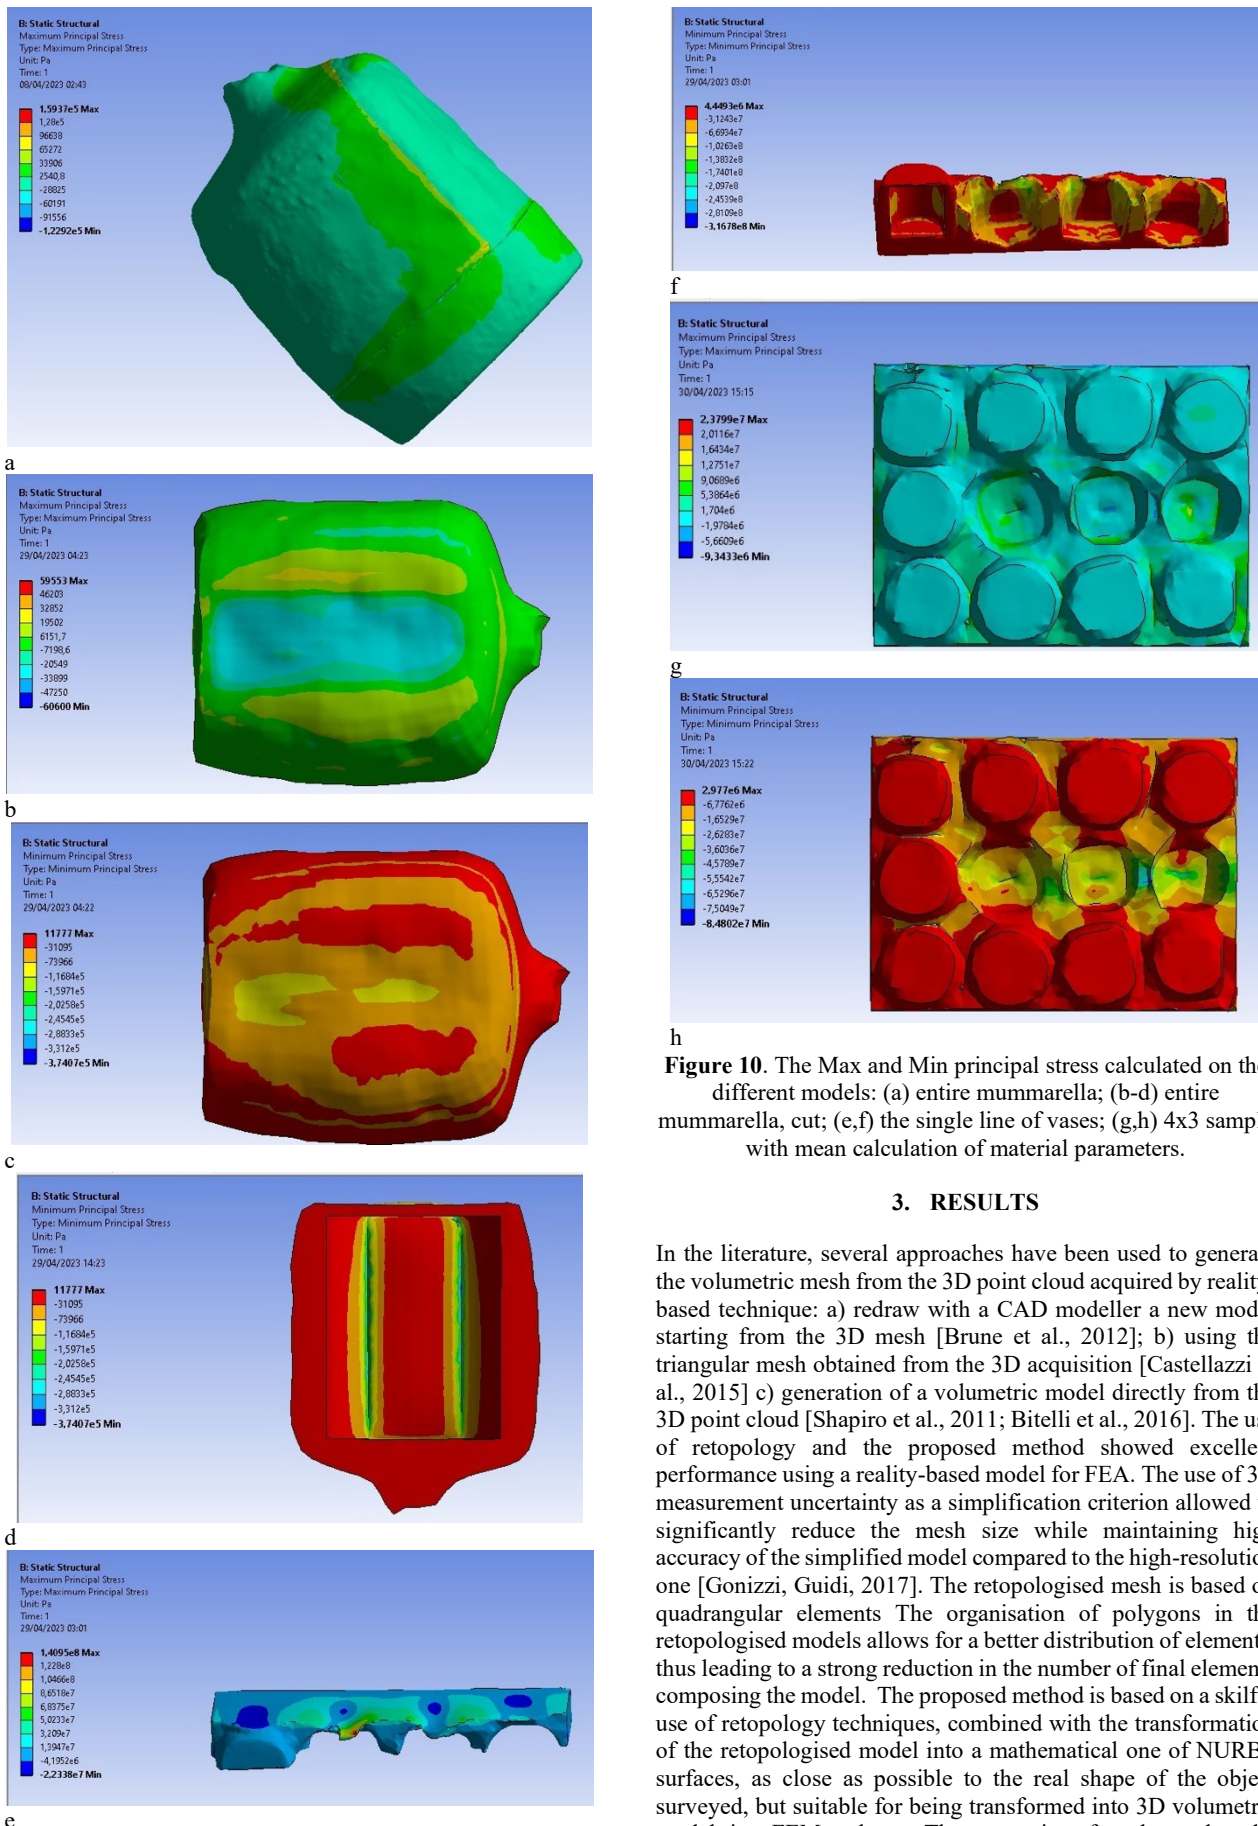 B: Static Structural
Maximum Principal Stress
Type: Maximum Principal Stress
Unit: Pa
Time: 1
08/04/2023 02:43
1,5937e5 Max
1,28e5
96638
65272
33906
2540,8
-28825
-60191
-91556
-1,2292e5 Min
a
B: Static Structural
Maximum Principal Stress
Type: Maximum Principal Stress
Unit: Pa
Time: 1
29/04/2023 04:23
59553 Max
46203
32852
19502
6151,7
-7198,6
-20549
-33899
-47250
-60600 Min
b
B: Static Structural
Minimum Principal Stress
Type: Minimum Principal Stress
Unit: Pa
Time: 1
29/04/2023 04:22
11777 Max
-31095
-73966
-1,1684e5
-1,5971e5
-2,0258e5
-2,4545e5
-2,8833e5
-3,312e5
-3,7407e5 Min
c
B: Static Structural
Minimum Principal Stress
Type: Minimum Principal Stress
Unit: Pa
Time: 1
29/04/2023 14:23
11777 Max
-31095
-73966
-1,1684e5
-1,5971e5
-2,0258e5
-2,4545e5
-2,8833e5
-3,312e5
-3,7407e5 Min
d
B: Static Structural
Maximum Principal Stress
Type: Maximum Principal Stress
Unit: Pa
Time: 1
29/04/2023 03:01
1,4095e8 Max
1,228e8
1,0466e8
8,6518e7
6,8375e7
5,0233e7
3,209e7
1,3947e7
-4,1952e6
-2,2338e7 Min
e
B: Static Structural
Minimum Principal Stress
Type: Minimum Principal Stress
Unit: Pa
Time: 1
29/04/2023 03:01
4,4493e6 Max
-3,1243e7
-6,6934e7
-1,0263e8
-1,3832e8
-1,7401e8
-2,097e8
-2,4539e8
-2,8109e8
-3,1678e8 Min
f
B: Static Structural
Maximum Principal Stress
Type: Maximum Principal Stress
Unit: Pa
Time: 1
30/04/2023 15:15
2,3799e7 Max
2,0116e7
1,6434e7
1,2751e7
9,0689e6
5,3864e6
1,704e6
-1,9784e6
-5,6609e6
-9,3433e6 Min
g
B: Static Structural
Minimum Principal Stress
Type: Minimum Principal Stress
Unit: Pa
Time: 1
30/04/2023 15:22
2,977e6 Max
-6,7762e6
-1,6529e7
-2,6283e7
-3,6036e7
-4,5789e7
-5,5542e7
-6,5296e7
-7,5049e7
-8,4802e7 Min
h
Figure 10. The Max and Min principal stress calculated on the
different models: (a) entire mummarella; (b-d) entire
mummarella, cut; (e,f) the single line of vases; (g,h) 4x3 sampl
with mean calculation of material parameters.
3. RESULTS
In the literature, several approaches have been used to genera
the volumetric mesh from the 3D point cloud acquired by reality
based technique: a) redraw with a CAD modeller a new mod
starting from the 3D mesh [Brune et al., 2012]; b) using th
triangular mesh obtained from the 3D acquisition [Castellazzi
al., 2015] c) generation of a volumetric model directly from th
3D point cloud [Shapiro et al., 2011; Bitelli et al., 2016]. The us
of retopology and the proposed method showed excelle
performance using a reality-based model for FEA. The use of 3
measurement uncertainty as a simplification criterion allowed
significantly reduce the mesh size while maintaining hig
accuracy of the simplified model compared to the high-resolutio
one [Gonizzi, Guidi, 2017]. The retopologised mesh is based o
quadrangular elements The organisation of polygons in th
retopologised models allows for a better distribution of element
thus leading to a strong reduction in the number of final elemen
composing the model. The proposed method is based on a skilf
use of retopology techniques, combined with the transformatio
of the retopologised model into a mathematical one of NURB
surfaces, as close as possible to the real shape of the obje
surveyed, but suitable for being transformed into 3D volumetr